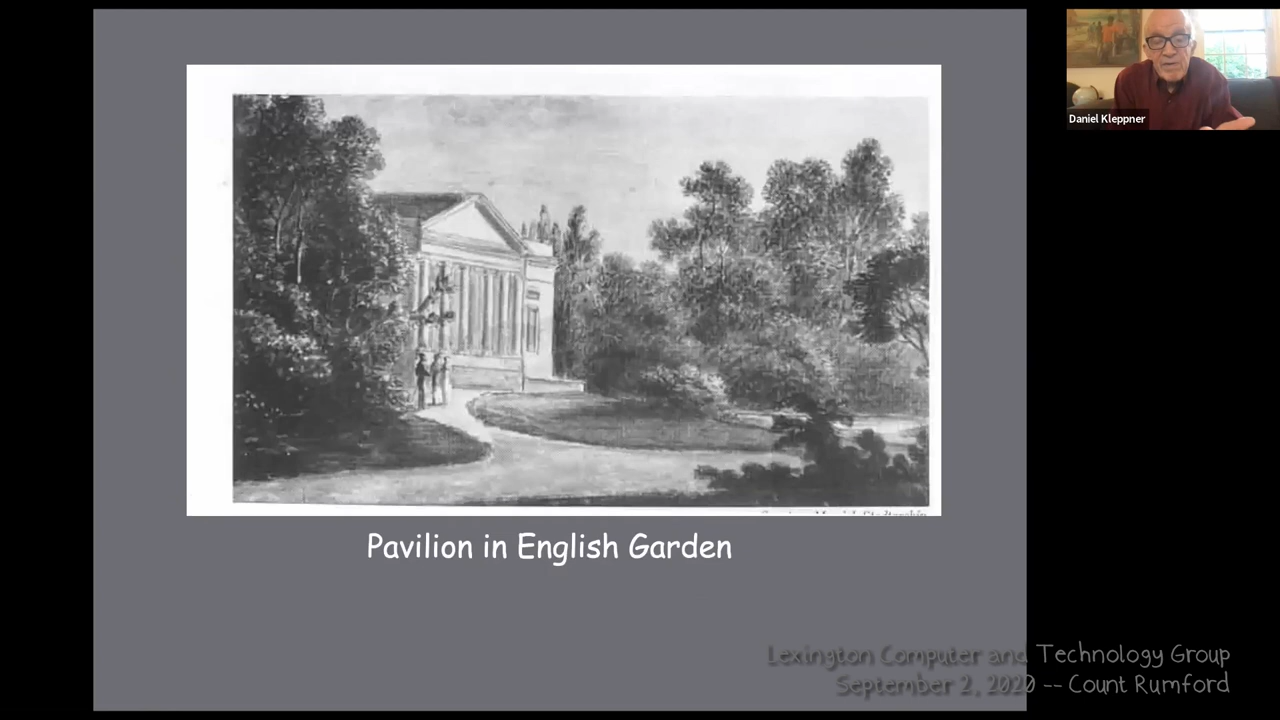 Daniel Kleppner
Pavilion in English Garden
Lexington Computer and Technology Group
September 2, 2020 -- Count Rumford